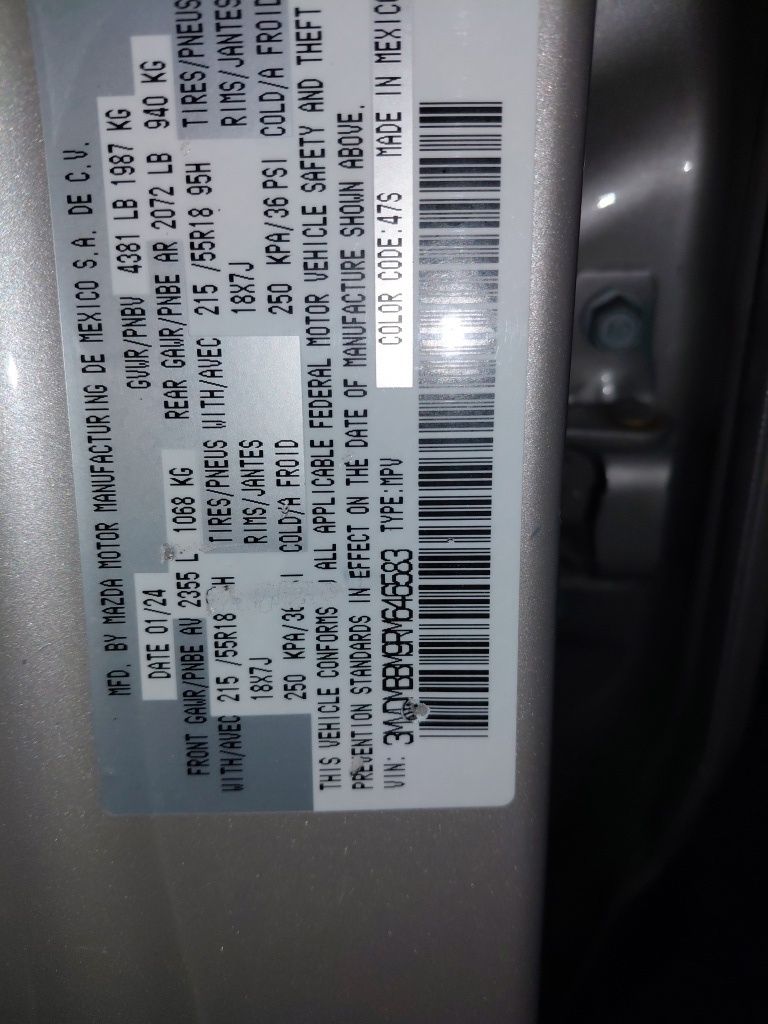 MFD. BY MAZDA MOTOR MANUFACTURING DE MEXICO S.A. DE C.V.
DATE 01/24 GVWR/PNBV 4381 LB 1987 KG
FRONT GAWR/PNBE AV 2355 L 1068 KG REAR GAWR/PNBE AR 2072 LB 940 KG
WITH/AVEC 215 /55R18 H TIRES/PNEUS WITH/AVEC 215 /55R18 95H TIRES/PNEUS
18X7J RIMS/JANTES 18X7J RIMS/JANTES
250 KPA/36 COLD/A FROID 250 KPA/36 PSI COLD/A FROID
THIS VEHICLE CONFORMS ALL APPLICABLE FEDERAL MOTOR VEHICLE SAFETY AND THEFT
PREVENTION STANDARDS IN EFFECT ON THE DATE OF MANUFACTURE SHOWN ABOVE.
VIN: 3MVDMBBM9RM646583 TYPE:MPV COLOR CODE:47S MADE IN MEXICO